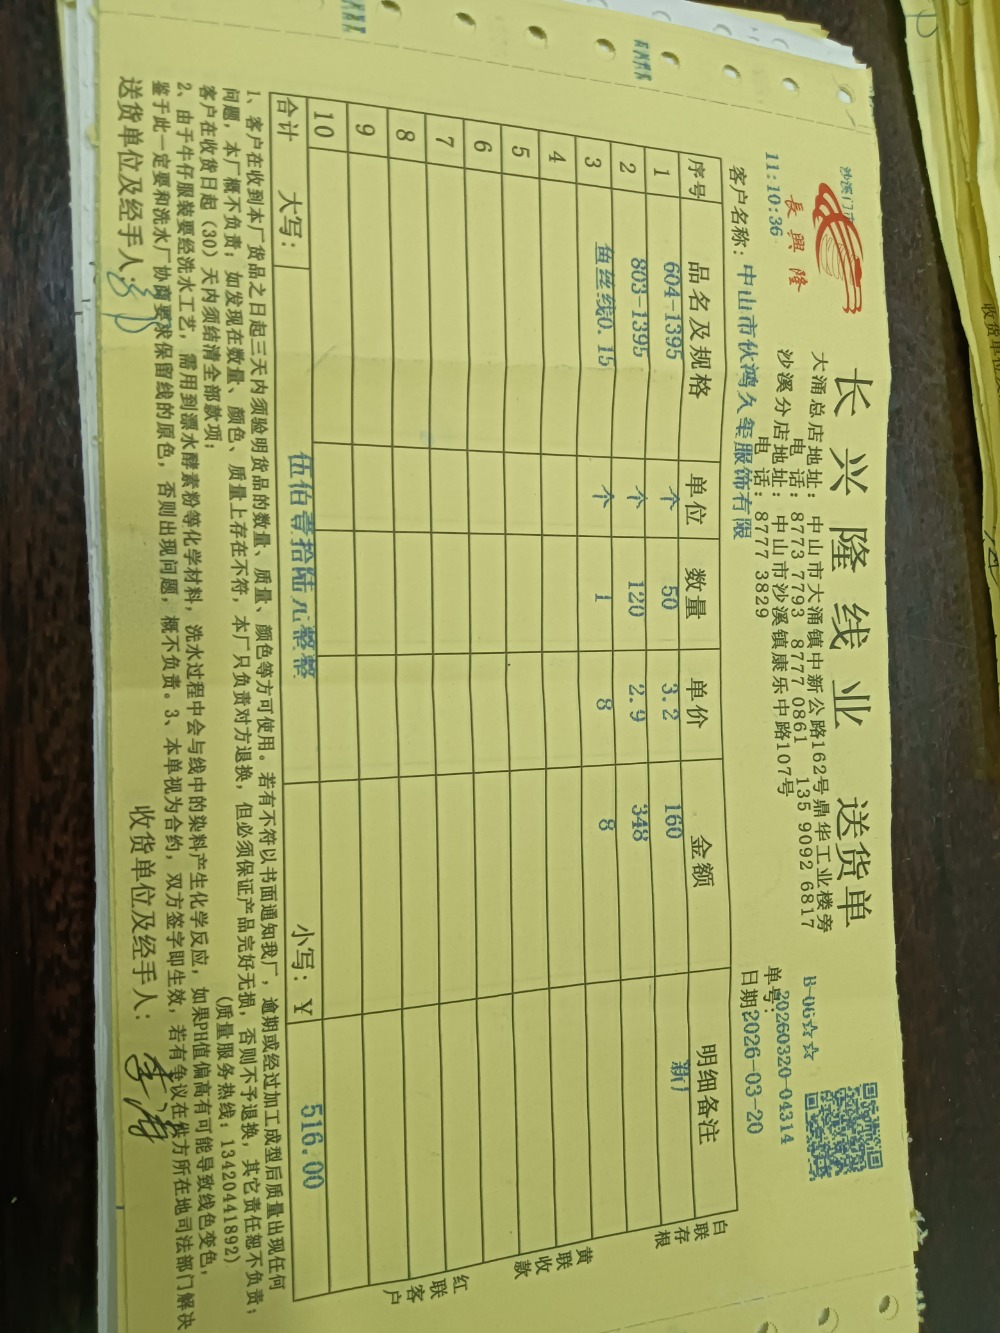 长兴隆线业 送货单
沙溪门市
長興隆
11:10:36
大涌总店地址：中山市大涌镇中新公路162号鼎华工业楼旁
电 话：8773 7793 8777 0861 135 9092 6817
沙溪分店地址：中山市沙溪镇康乐中路107号
电 话：8777 3829
B-06☆☆
单号：20260320-04314
日期：2026-03-20
客户名称：中山市伙鸿久玺服饰有限
序号 品名及规格 单位 数量 单价 金额 明细备注
1 604-1395 个 50 3.2 160 新厂
2 803-1395 个 120 2.9 348
3 鱼丝线0.15 个 1 8 8
4
5
6
7
8
9
10
合计 大写：伍佰壹拾陆元整整 小写：￥ 516.00
白联存根
黄联收款
红联客户
1、客户在收到本厂货品之日起三天内须验明货品的数量、质量、颜色等方可使用。若有不符以书面通知我厂，逾期或经过加工成型后质量出现任何
问题，本厂概不负责；如发现在数量、颜色、质量上存在不符，本厂只负责对方退换，但必须保证产品完好无损，否则不予退换，其它责任恕不负责；
客户在收货日起（30）天内须结清全部款项；
（质量服务热线：13420441892）
2、由于牛仔服装要经洗水工艺，需用到漂水酵素粉等化学材料，洗水过程中会与线中的染料产生化学反应，如果PH值偏高有可能导致线色变色，
鉴于此一定要和洗水厂协商要求保留线的原色，否则出现问题，概不负责。3、本单视为合约，双方签字即生效，若有争议在供方所在地司法部门解决
送货单位及经手人：
收货单位及经手人：